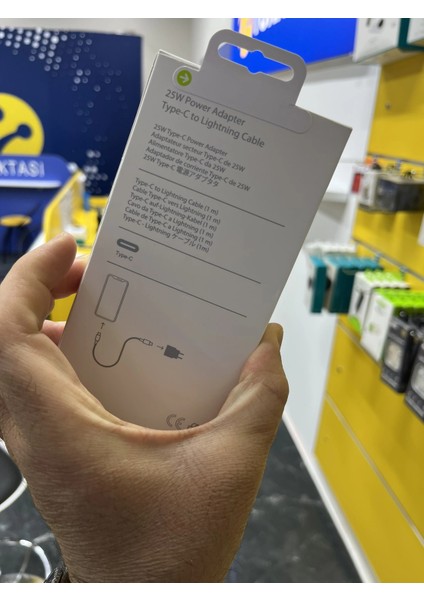 25W Power Adapter
Type-C to Lightning Cable
25W Type-C Power Adapter
Adaptateur secteur Type-C de 25W
Alimentatore Type-C da 25W
Adaptador de corriente Type-C de 25W
25W Type-C 電源アダプタ
Type-C to Lightning Cable (1 m)
Cable Type-C vers Lightning (1 m)
Type-C auf Lightning Kabel (1 m)
Cavo da Type-C a Lightning (1 m)
Cable de Type-C a Lightning (1 m)
Type-C - Lightning ケーブル (1m)
Type-C
CE
KTASI